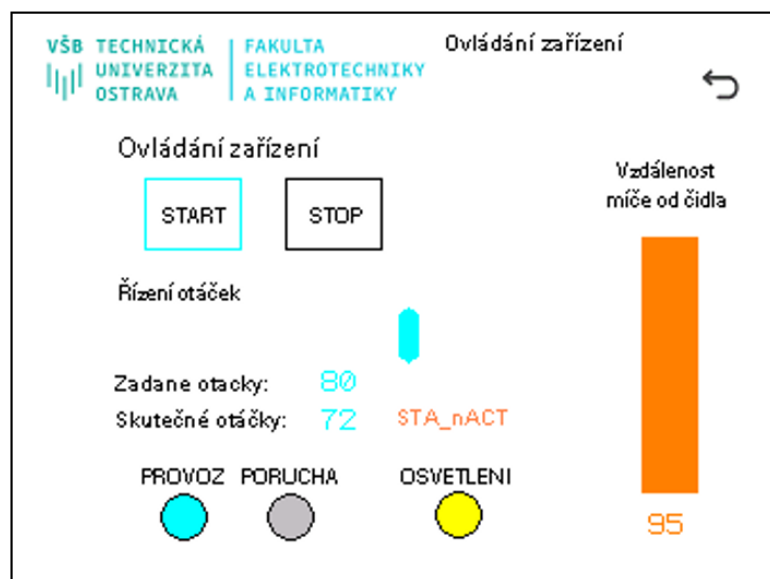 VŠB TECHNICKÁ
UNIVERZITA
OSTRAVA
FAKULTA
ELEKTROTECHNIKY
A INFORMATIKY
Ovládání zařízení
Ovládání zařízení
START
STOP
Vzdálenost
míče od čidla
Řízení otáček
Zadane otacky: 80
Skutečné otáčky: 72 STA_nACT
PROVOZ PORUCHA OSVETLENI
95